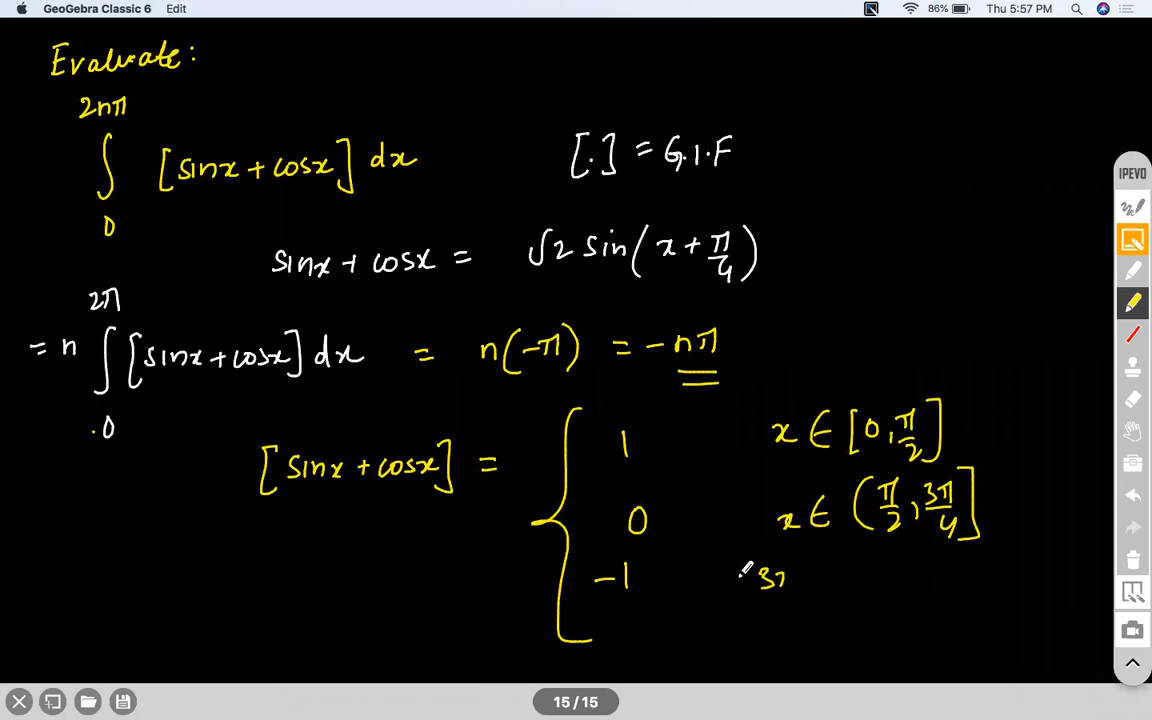 GeoGebra Classic 6 Edit 86% Thu 5:57 PM
Evaluate:
∫₀^{2nπ} [sinx + cosx] dx [.] = G.I.F
sinx + cosx = √2 sin(x + π/4)
= n ∫₀^{2π} [sinx + cosx] dx = n(-π) = -nπ
[sinx + cosx] = { 1 x ∈ [0, π/2]
0 x ∈ (π/2, 3π/4]
-1 3π
IPEVO
15/15